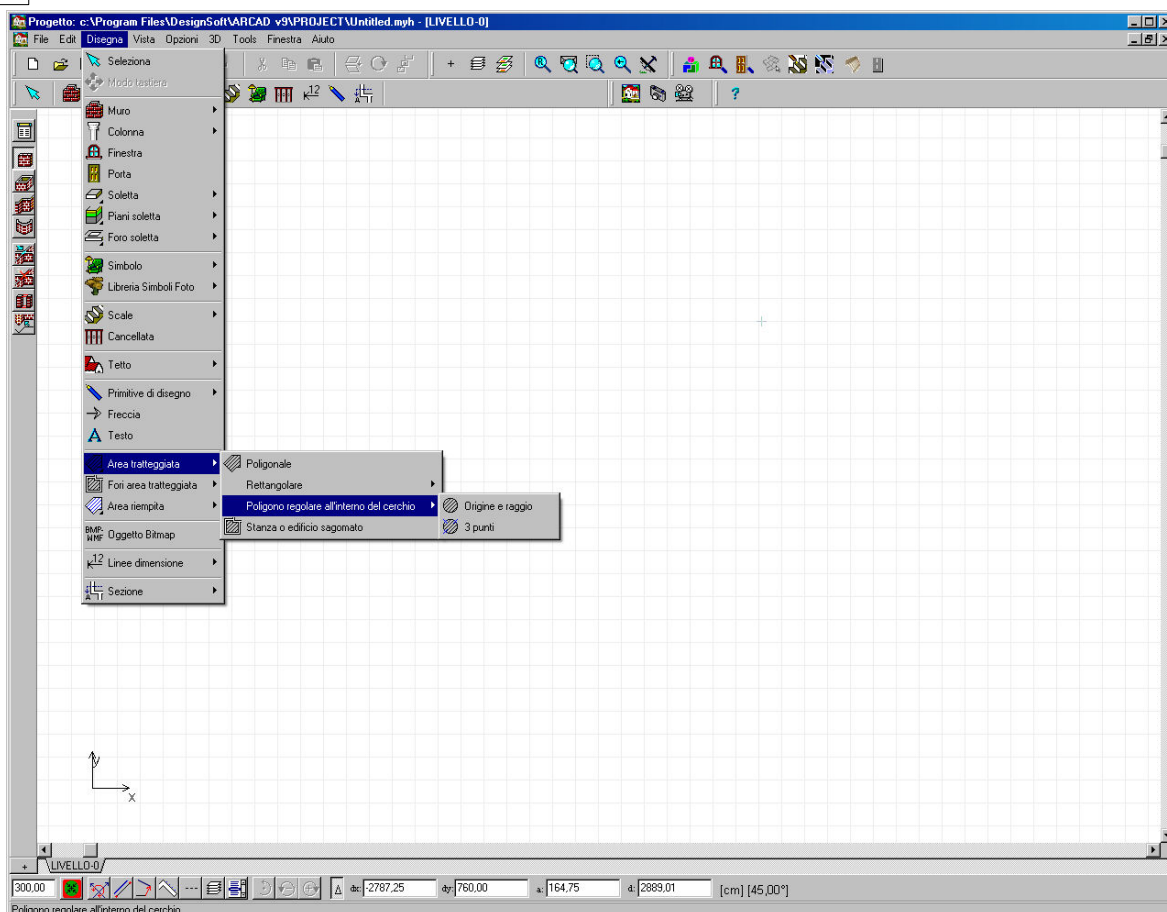 Progetto: c:\Program Files\DesignSoft\ARCAD v9\PROJECT\Untitled.myh - [LIVELLO-0]
File Edit Disegna Vista Opzioni 3D Tools Finestra Aiuto
Seleziona
Modo tastiera
Muro
Colonna
Finestra
Porta
Soletta
Piani soletta
Foro soletta
Simbolo
Libreria Simboli Foto
Scale
Cancellata
Tetto
Primitive di disegno
Freccia
A Testo
Area tratteggiata
Poligonale
Fori area tratteggiata
Rettangolare
Area riempita
Poligono regolare all'interno del cerchio
Origine e raggio
Stanza o edificio sagomato
3 punti
BMP-WMF Oggetto Bitmap
12 Linee dimensione
Sezione
y
x
+ LIVELLO-0
300,00 Δ dx: -2787,25 dy: 760,00 a: 164,75 d: 2889,01 [cm] [45,00°]
Poligono regolare all'interno del cerchio